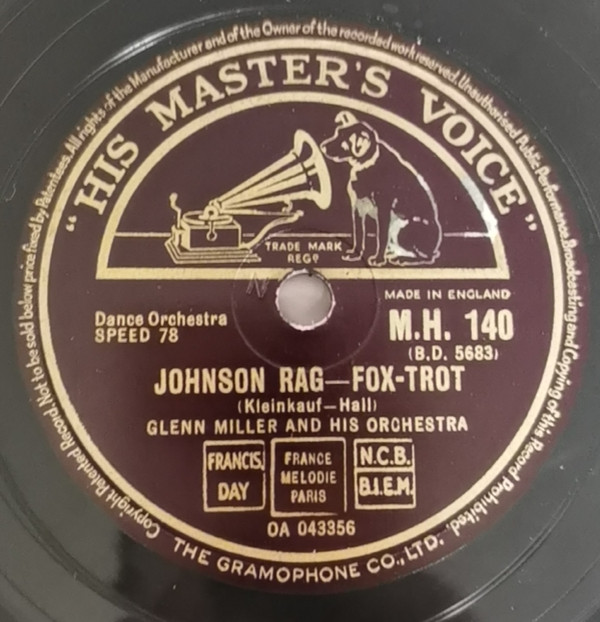 Copyright Patented Record. Not to be sold below price fixed by Patentees. All rights of the Manufacturer and of the Owner of the recorded work reserved. Unauthorised Public Performance, Broadcasting and Copying of this Record Prohibited.
"HIS MASTER'S VOICE"
TRADE MARK
REGD
MADE IN ENGLAND
Dance Orchestra
SPEED 78
M.H. 140
(B.D. 5683)
JOHNSON RAG—FOX-TROT
(Kleinkauf—Hall)
GLENN MILLER AND HIS ORCHESTRA
FRANCIS,
DAY
FRANCE
MELODIE
PARIS
N.C.B.
B.I.E.M.
OA 043356
THE GRAMOPHONE CO., LTD.
N